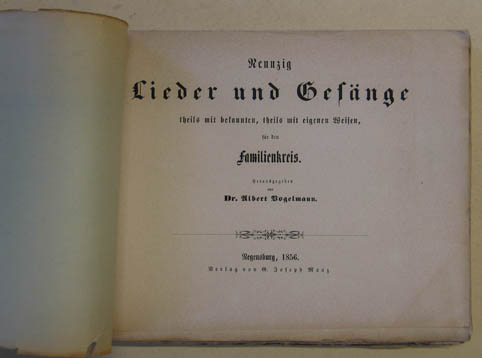 Neunzig
Lieder und Gesänge
theils mit bekannten, theils mit eigenen Weisen,
für den
Familienkreis.
Herausgegeben
von
Dr. Albert Vogelmann.
Regensburg, 1856.
Verlag von G. Joseph Manz